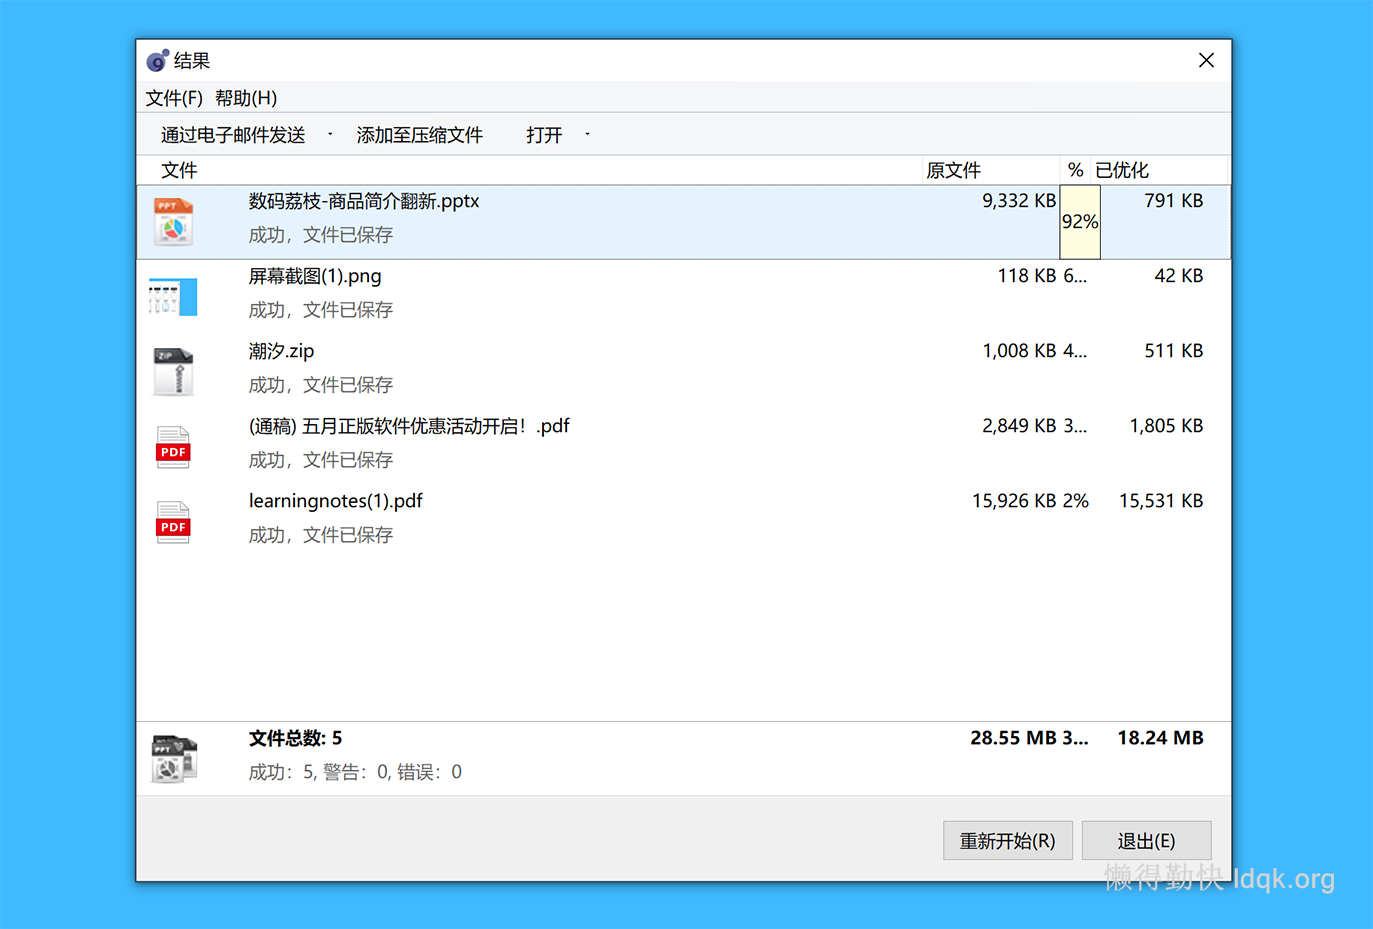 结果
文件(F) 帮助(H)
通过电子邮件发送 添加至压缩文件 打开
文件 原文件 % 已优化
数码荔枝-商品简介翻新.pptx 9,332 KB 92% 791 KB
成功，文件已保存
屏幕截图(1).png 118 KB 6... 42 KB
成功，文件已保存
潮汐.zip 1,008 KB 4... 511 KB
成功，文件已保存
(通稿) 五月正版软件优惠活动开启！.pdf 2,849 KB 3... 1,805 KB
成功，文件已保存
learningnotes(1).pdf 15,926 KB 2% 15,531 KB
成功，文件已保存
文件总数: 5 28.55 MB 3... 18.24 MB
成功：5, 警告：0, 错误：0
重新开始(R) 退出(E)
懒得勤快 ldqk.org
PPT
ZIP
PDF
PDF
PPT